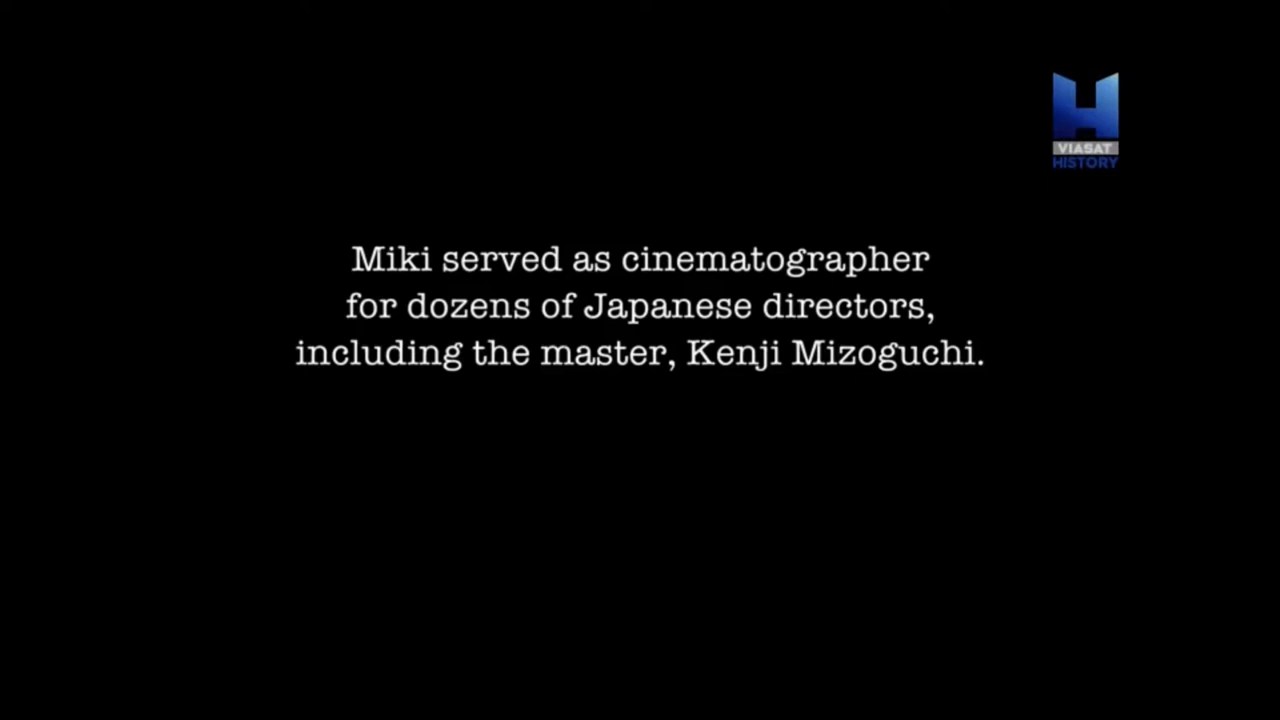 VIASAT
HISTORY
Miki served as cinematographer
for dozens of Japanese directors,
including the master, Kenji Mizoguchi.